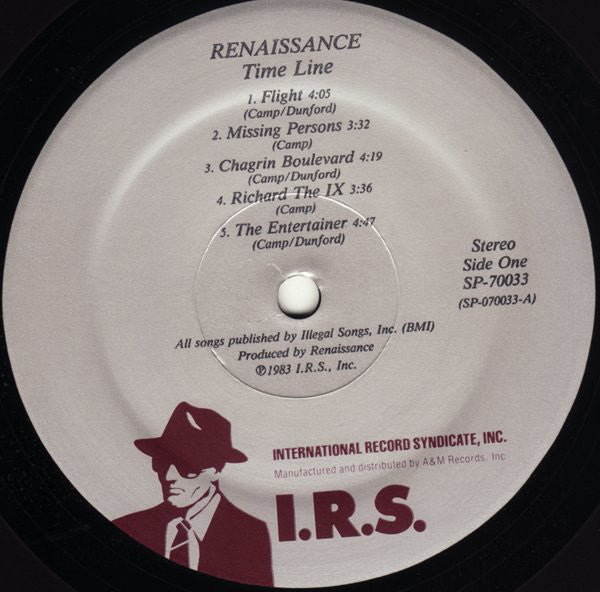 RENAISSANCE
Time Line
1. Flight 4:05
(Camp/Dunford)
2. Missing Persons 3:32
(Camp)
3. Chagrin Boulevard 4:19
(Camp/Dunford)
4. Richard The IX 3:36
(Camp)
5. The Entertainer 4:47
(Camp/Dunford)
Stereo
Side One
SP-70033
(SP-070033-A)
All songs published by Illegal Songs, Inc. (BMI)
Produced by Renaissance
℗1983 I.R.S., Inc.
INTERNATIONAL RECORD SYNDICATE, INC.
Manufactured and distributed by A&M Records, Inc
I.R.S.